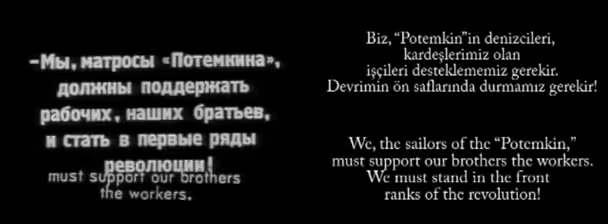 –Мы, матросы «Потемкина»,
должны поддержать
рабочих, наших братьев,
и стать в первые ряды
революции!
must support our brothers
the workers.
Biz, “Potemkin”in denizcileri,
kardeşlerimiz olan
işçileri desteklememiz gerekir.
Devrimin ön saflarında durmamız gerekir!
We, the sailors of the “Potemkin,”
must support our brothers the workers.
We must stand in the front
ranks of the revolution!